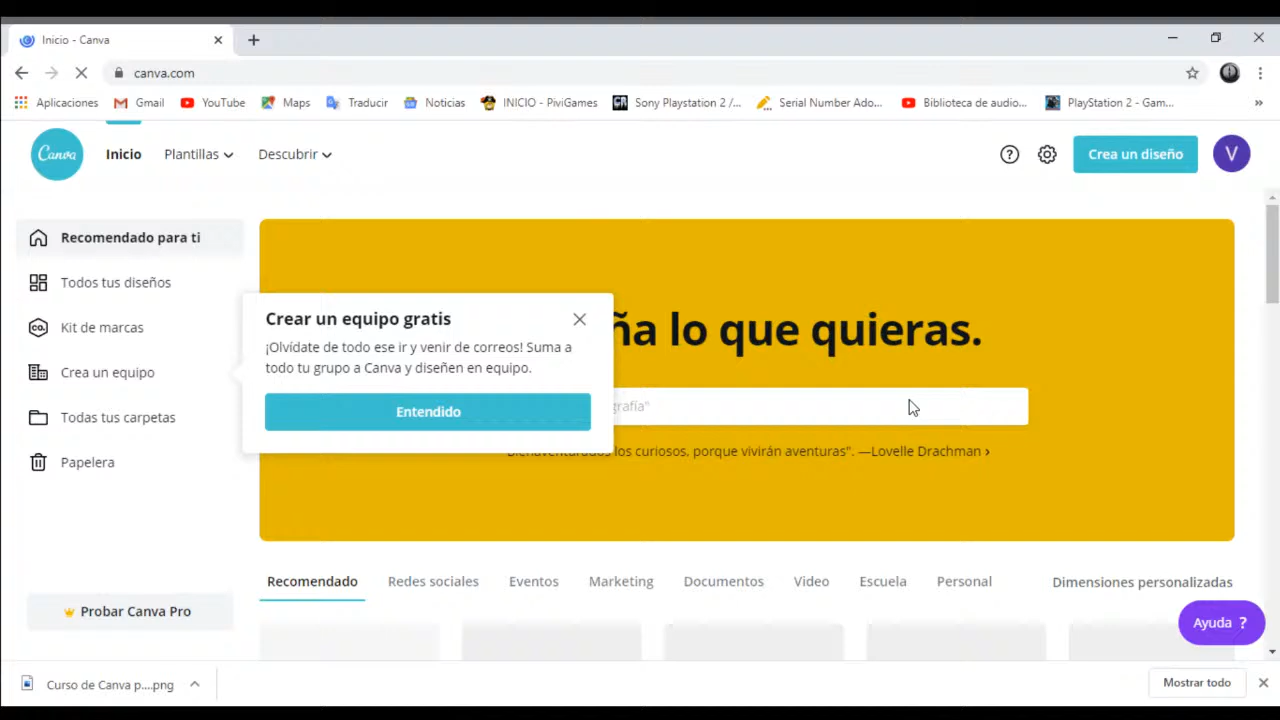 Inicio - Canva
canva.com
Aplicaciones Gmail YouTube Maps Traducir Noticias INICIO - PiviGames Sony Playstation 2 /... Serial Number Ado... Biblioteca de audio... PlayStation 2 - Gam... »
Canva Inicio Plantillas Descubrir Crea un diseño V
Recomendado para ti
Todos tus diseños
Kit de marcas
Crea un equipo
Todas tus carpetas
Papelera
Probar Canva Pro
Crear un equipo gratis
¡Olvídate de todo ese ir y venir de correos! Suma a
todo tu grupo a Canva y diseñen en equipo.
Entendido
ña lo que quieras.
grafía"
los curiosos, porque vivirán aventuras". —Lovelle Drachman ›
Recomendado Redes sociales Eventos Marketing Documentos Video Escuela Personal Dimensiones personalizadas
Ayuda ?
Curso de Canva p....png
Mostrar todo